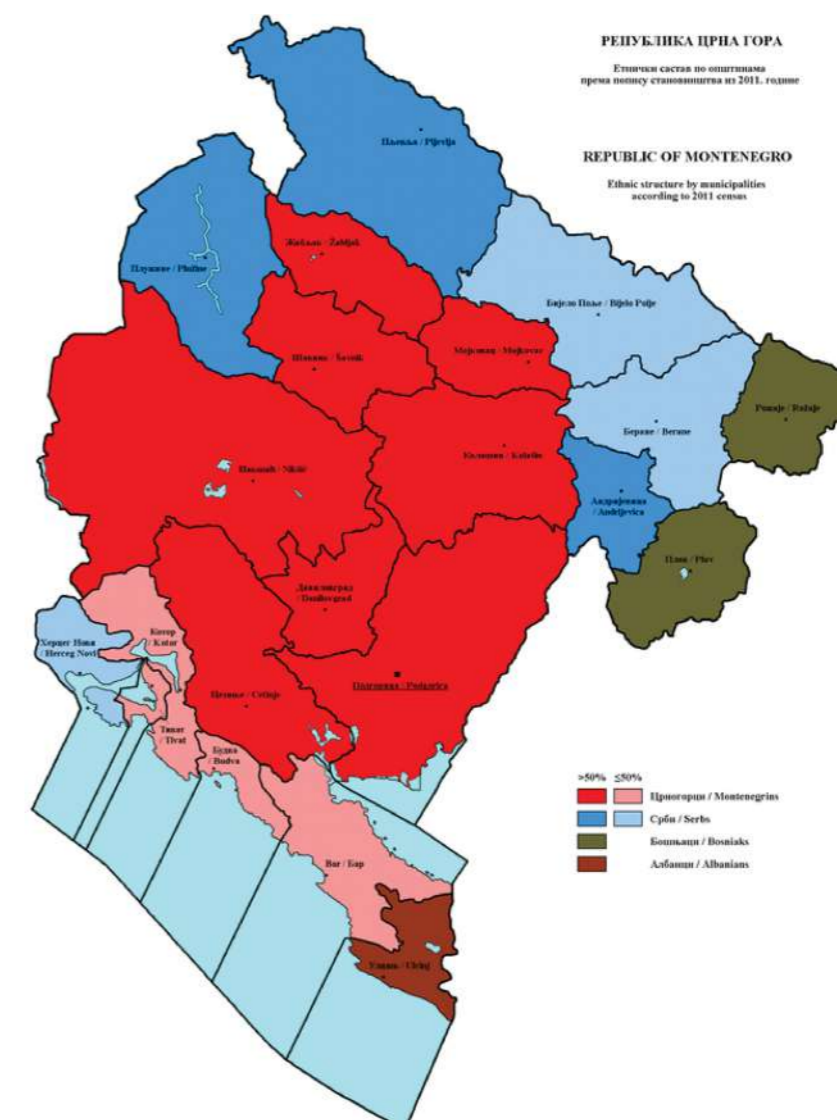 РЕПУБЛИКА ЦРНА ГОРА
Етнички састав по општинама
према попису становништва из 2011. године
REPUBLIC OF MONTENEGRO
Ethnic structure by municipalities
according to 2011 census
Пљевља / Pljevlja
Жабљак / Žabljak
Плужине / Plužine
Бијело Поље / Bijelo Polje
Шавник / Šavnik
Мојковац / Mojkovac
Рожаје / Rožaje
Беране / Berane
Колашин / Kolašin
Никшић / Nikšić
Андријевица
/ Andrijevica
Плав / Plav
Даниловград
/ Danilovgrad
Котор
/ Kotor
Херцег Нови
/ Herceg Novi
Подгорица / Podgorica
Цетиње / Cetinje
Тиват
/ Tivat
Будва
/ Budva
Bar / Бар
Улцињ / Ulcinj
>50% ≤50%
Црногорци / Montenegrins
Срби / Serbs
Бошњаци / Bosniaks
Албанци / Albanians